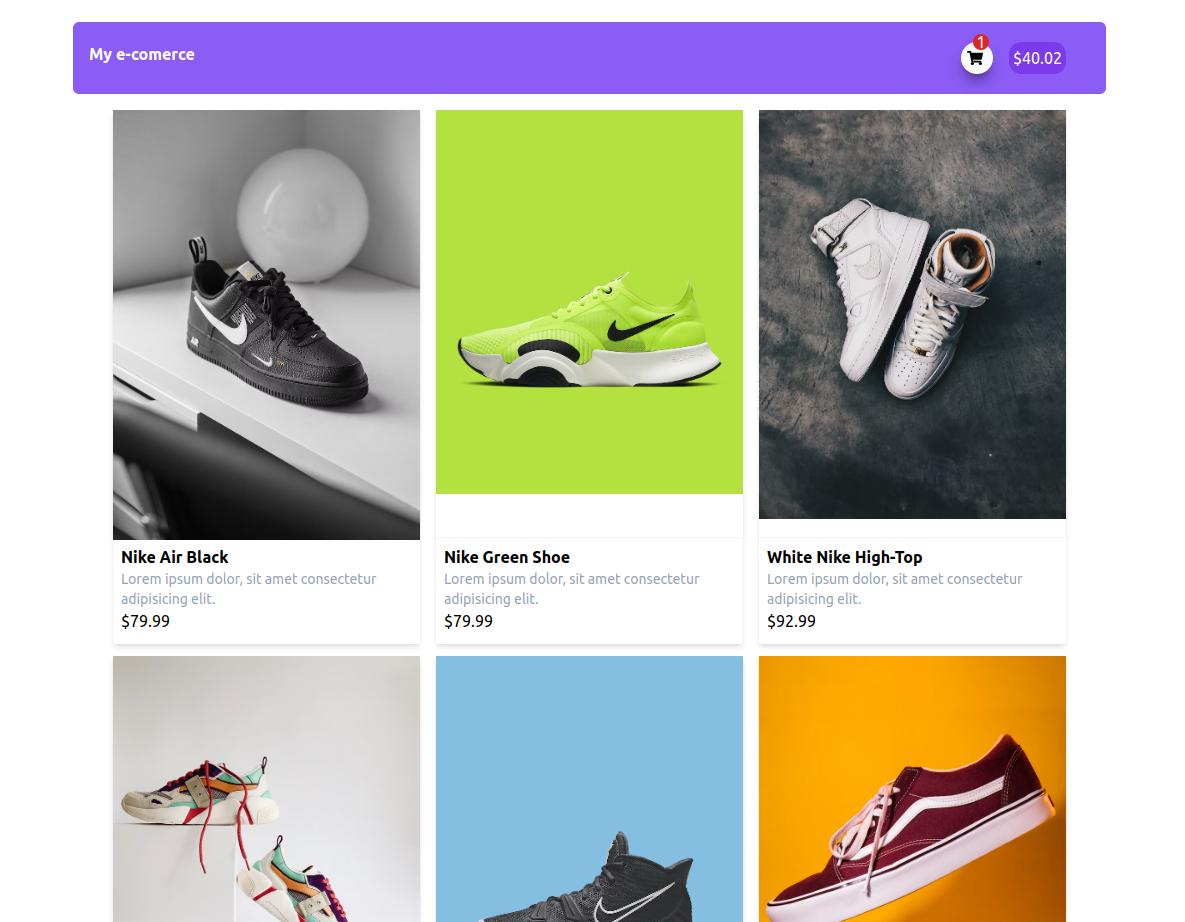 My e-comerce
1
$40.02
Nike Air Black
Lorem ipsum dolor, sit amet consectetur
adipisicing elit.
$79.99
Nike Green Shoe
Lorem ipsum dolor, sit amet consectetur
adipisicing elit.
$79.99
White Nike High-Top
Lorem ipsum dolor, sit amet consectetur
adipisicing elit.
$92.99
AIR